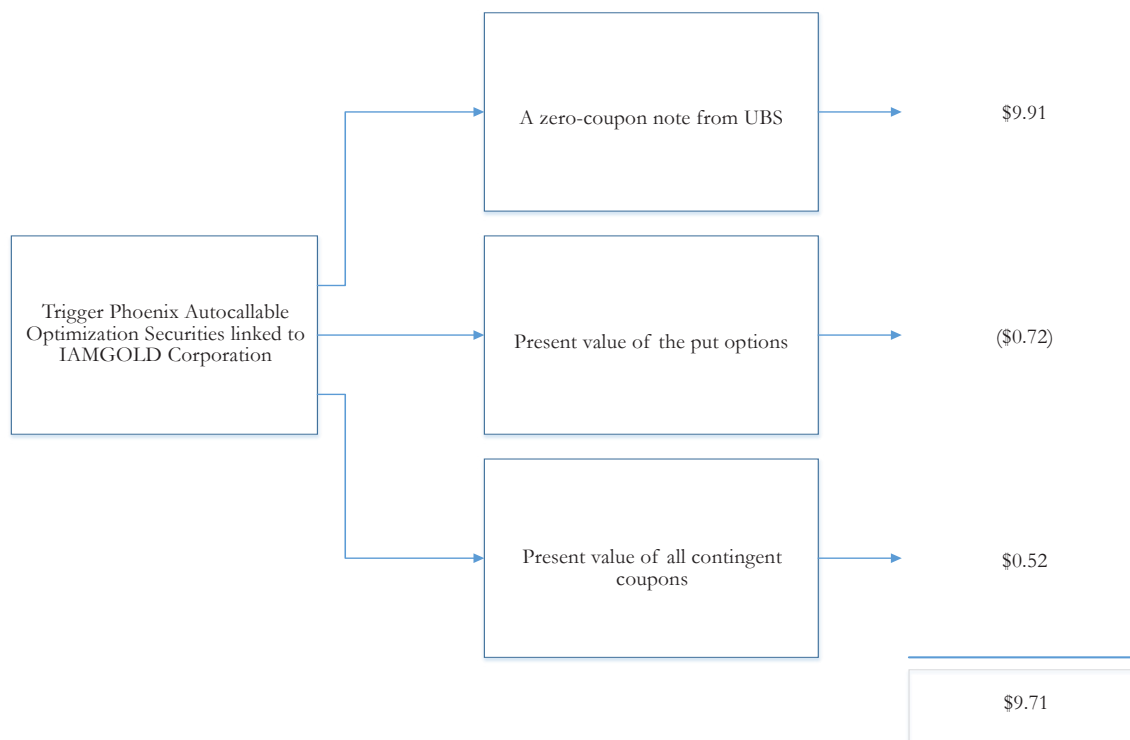 A zero-coupon note from UBS
$9.91
Trigger Phoenix Autocallable
Optimization Securities linked to
IAMGOLD Corporation
Present value of the put options
($0.72)
Present value of all contingent
coupons
$0.52
$9.71